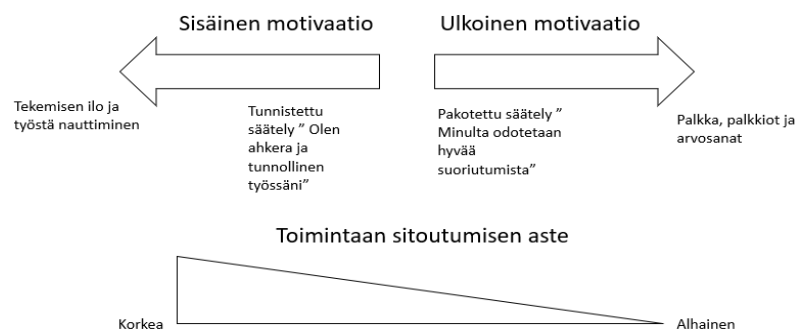 Sisäinen motivaatio
Ulkoinen motivaatio
Tekemisen ilo ja
työstä nauttiminen
Tunnistettu
säätely ” Olen
ahkera ja
tunnollinen
työssäni”
Pakotettu säätely ”
Minulta odotetaan
hyvää
suoriutumista”
Palkka, palkkiot ja
arvosanat
Toimintaan sitoutumisen aste
Korkea
Alhainen